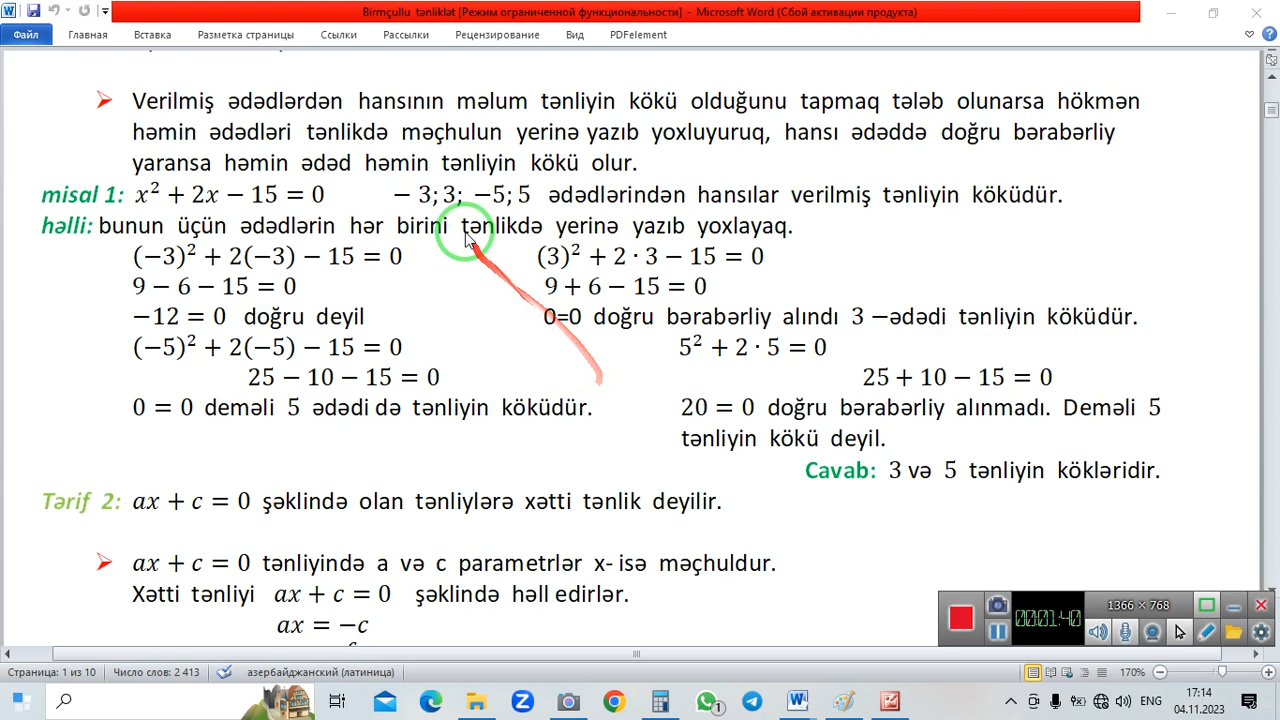 Birmçullu tənliklət [Режим ограниченной функциональности] - Microsoft Word (Сбой активации продукта)
Файл Главная Вставка Разметка страницы Ссылки Рассылки Рецензирование Вид PDFelement
Verilmiş ədədlərdən hansının məlum tənliyin kökü olduğunu tapmaq tələb olunarsa hökmən
həmin ədədləri tənlikdə məçhulun yerinə yazıb yoxluyuruq, hansı ədəddə doğru bərabərliy
yaransa həmin ədəd həmin tənliyin kökü olur.
misal 1: x² + 2x − 15 = 0 − 3; 3; −5; 5 ədədlərindən hansılar verilmiş tənliyin köküdür.
həlli: bunun üçün ədədlərin hər birini tənlikdə yerinə yazıb yoxlayaq.
(−3)² + 2(−3) − 15 = 0 (3)² + 2 · 3 − 15 = 0
9 − 6 − 15 = 0 9 + 6 − 15 = 0
−12 = 0 doğru deyil 0=0 doğru bərabərliy alındı 3 −ədədi tənliyin köküdür.
(−5)² + 2(−5) − 15 = 0 5² + 2 · 5 = 0
25 − 10 − 15 = 0 25 + 10 − 15 = 0
0 = 0 deməli 5 ədədi də tənliyin köküdür. 20 = 0 doğru bərabərliy alınmadı. Deməli 5
tənliyin kökü deyil.
Cavab: 3 və 5 tənliyin kökləridir.
Tərif 2: ax + c = 0 şəklində olan tənliylərə xətti tənlik deyilir.
ax + c = 0 tənliyində a və c parametrlər x- isə məçhuldur.
Xətti tənliyi ax + c = 0 şəklində həll edirlər.
ax = −c
1366 × 768
00:01:40
Страница: 1 из 10 Число слов: 2 413 азербайджанский (латиница) 170%
1 ENG 17:14
04.11.2023